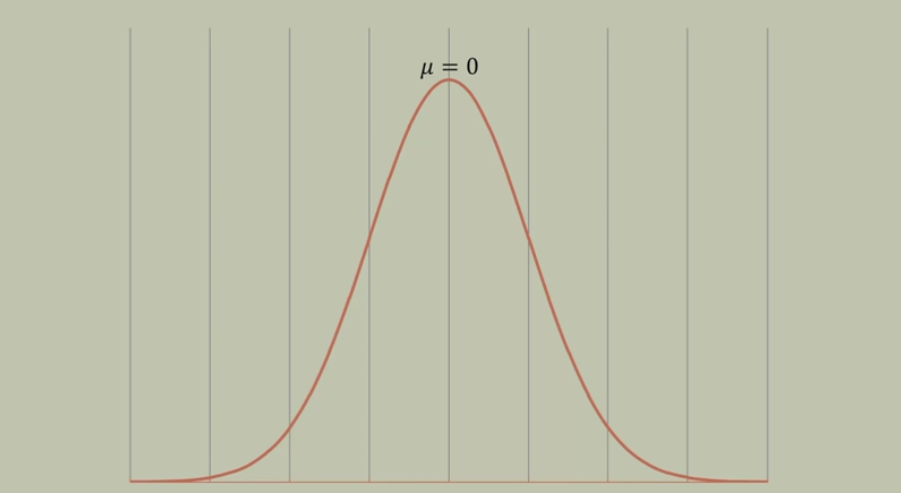 μ = 0